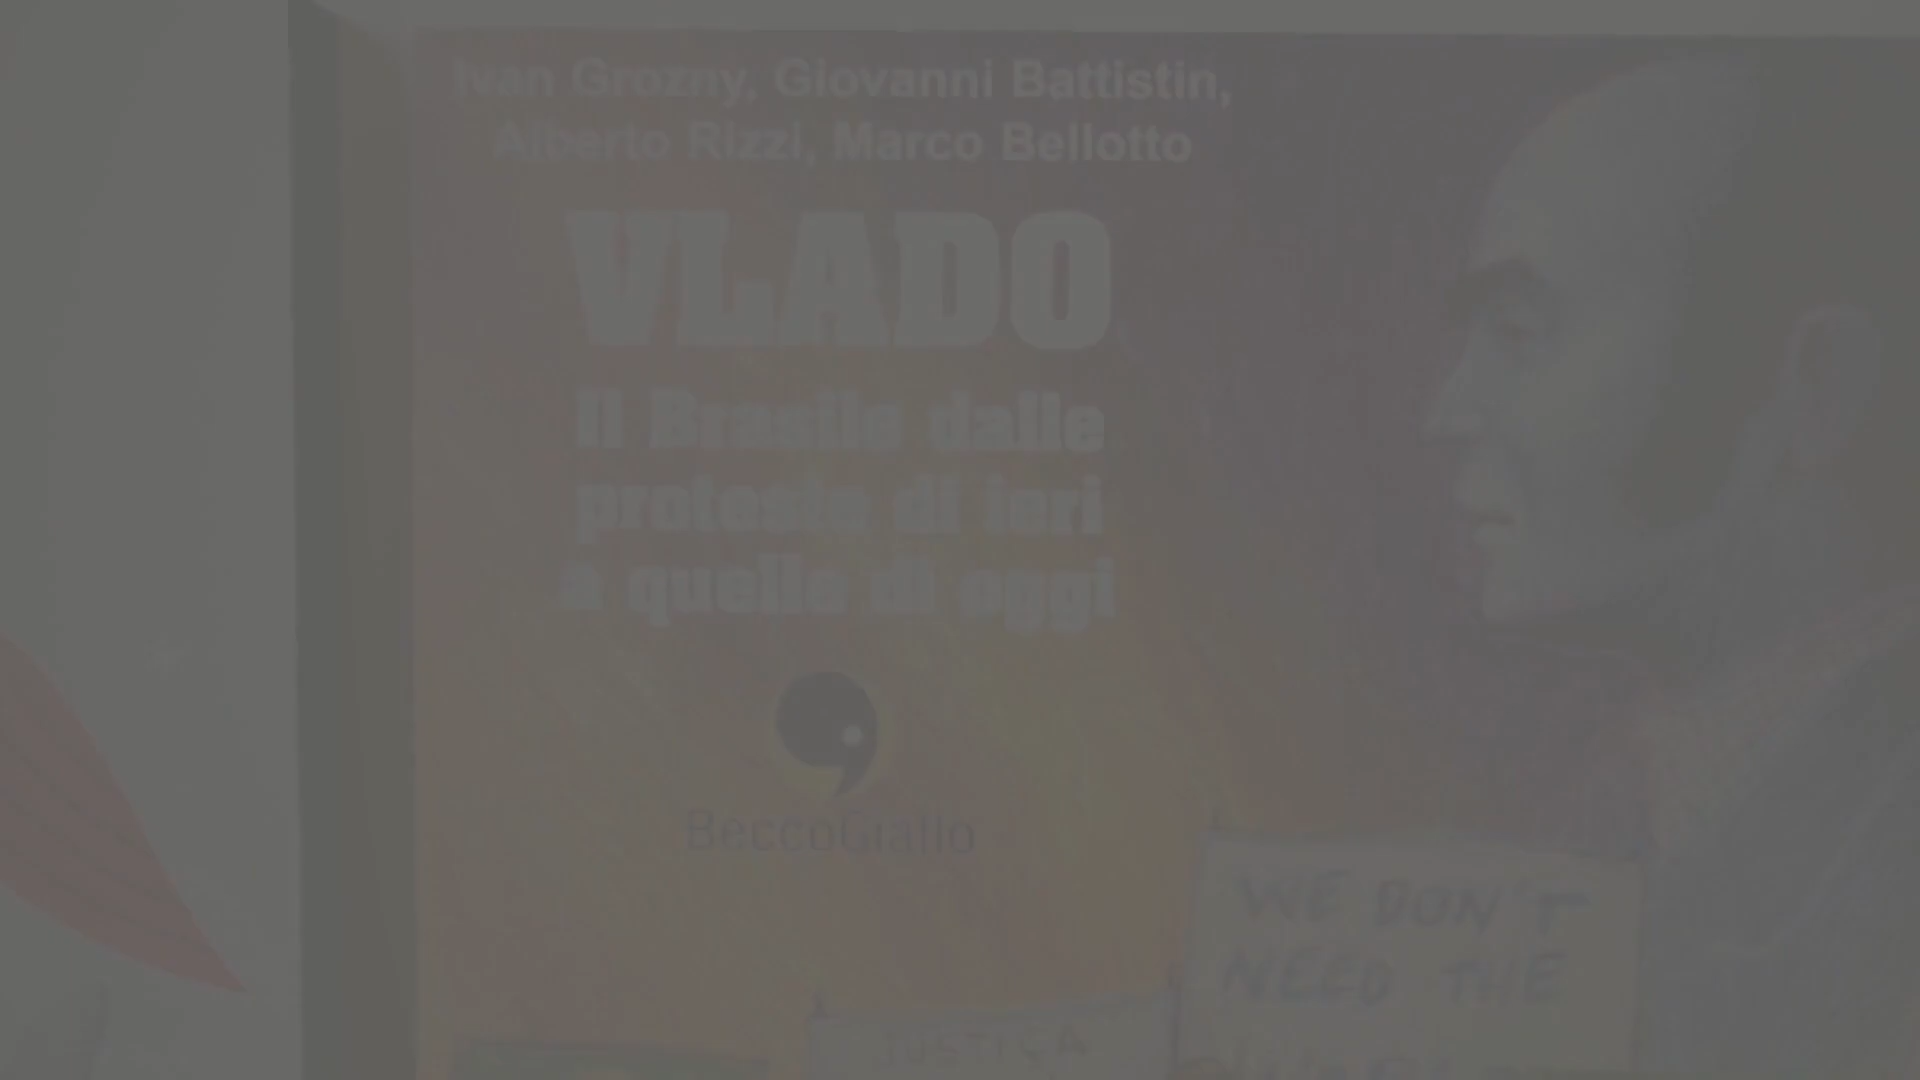 Ivan Grozny, Giovanni Battistin,
Alberto Rizzi, Marco Bellotto
VLADO
Il Brasile dalle
proteste di ieri
a quelle di oggi
BeccoGiallo
WE DON'T
NEED THE
JUSTIÇA